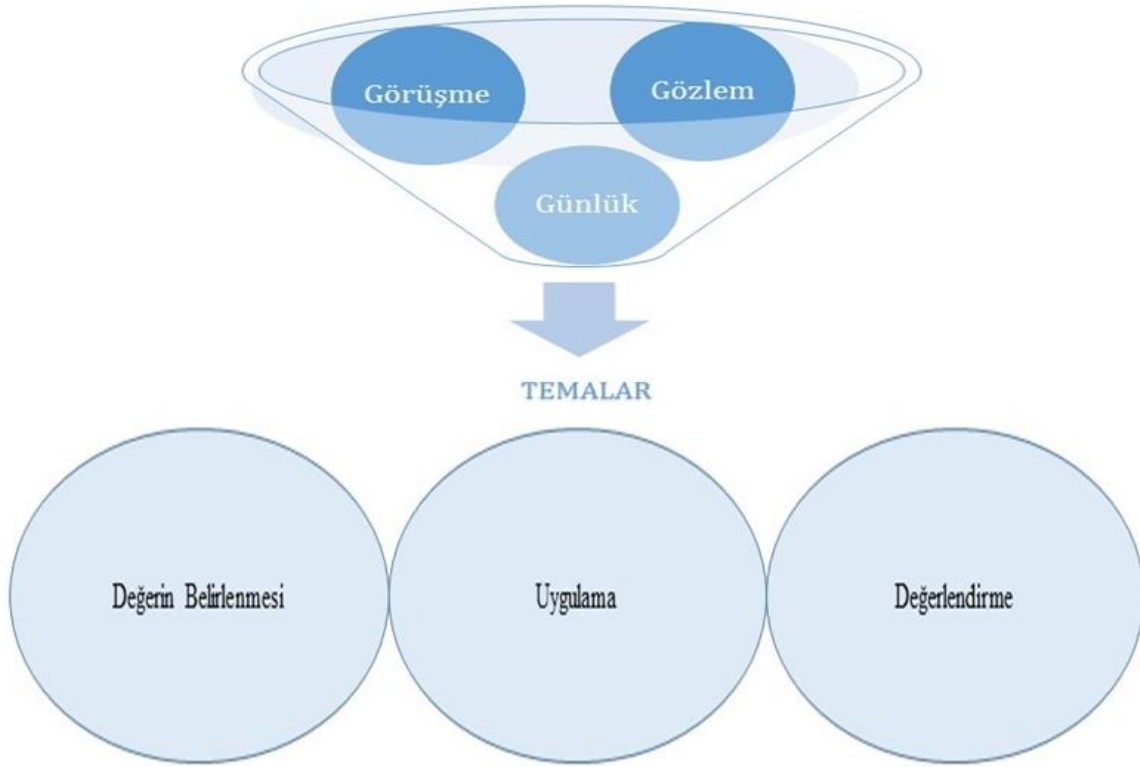 Görüşme
Gözlem
Günlük
TEMALAR
Değerin Belirlenmesi
Uygulama
Değerlendirme